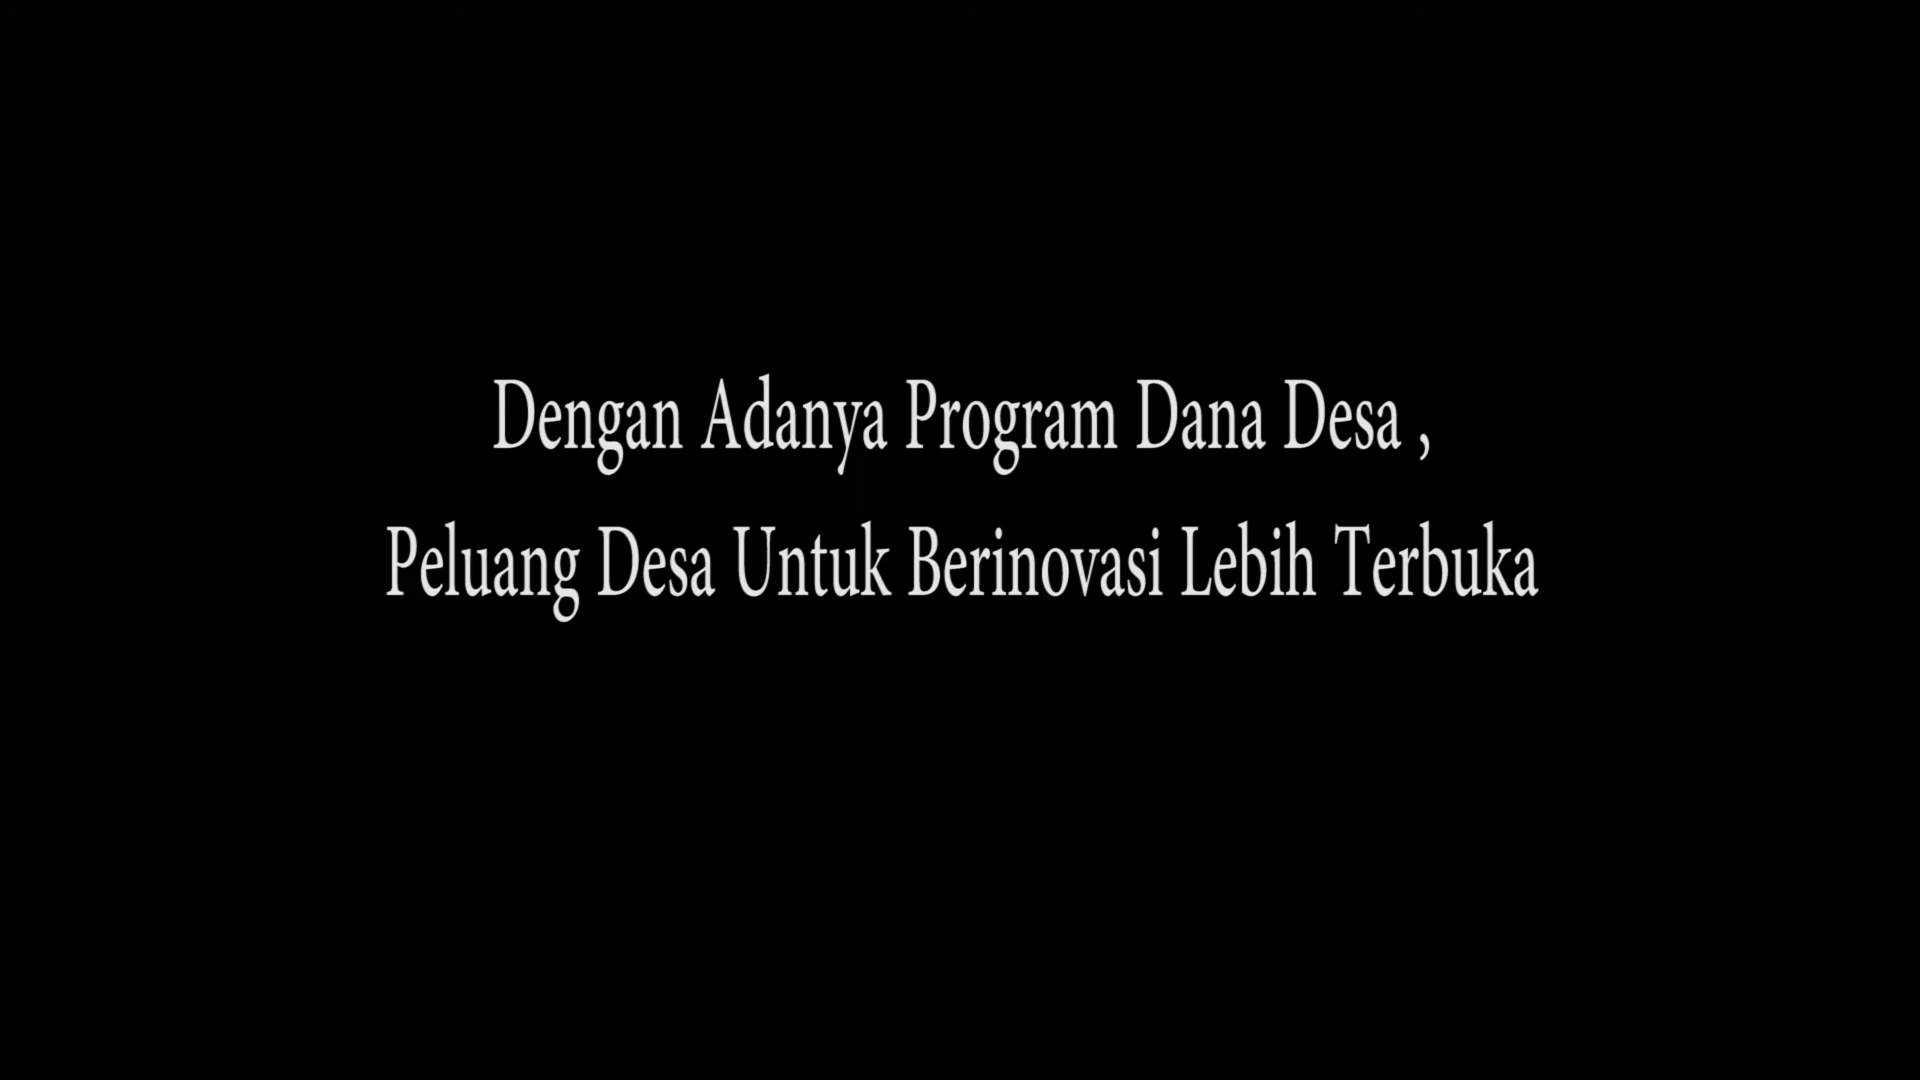 Dengan Adanya Program Dana Desa ,
Peluang Desa Untuk Berinovasi Lebih Terbuka